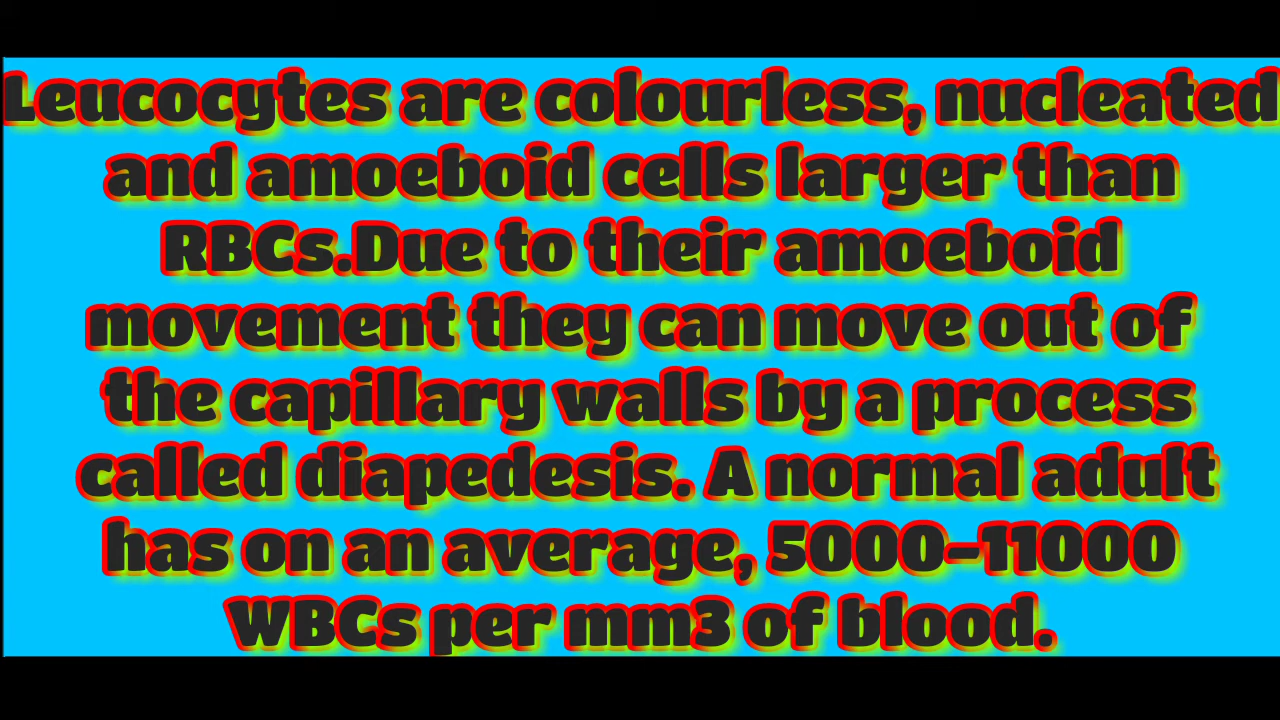 Leucocytes are colourless, nucleated
and amoeboid cells larger than
RBCs.Due to their amoeboid
movement they can move out of
the capillary walls by a process
called diapedesis. A normal adult
has on an average, 5000-11000
WBCs per mm3 of blood.